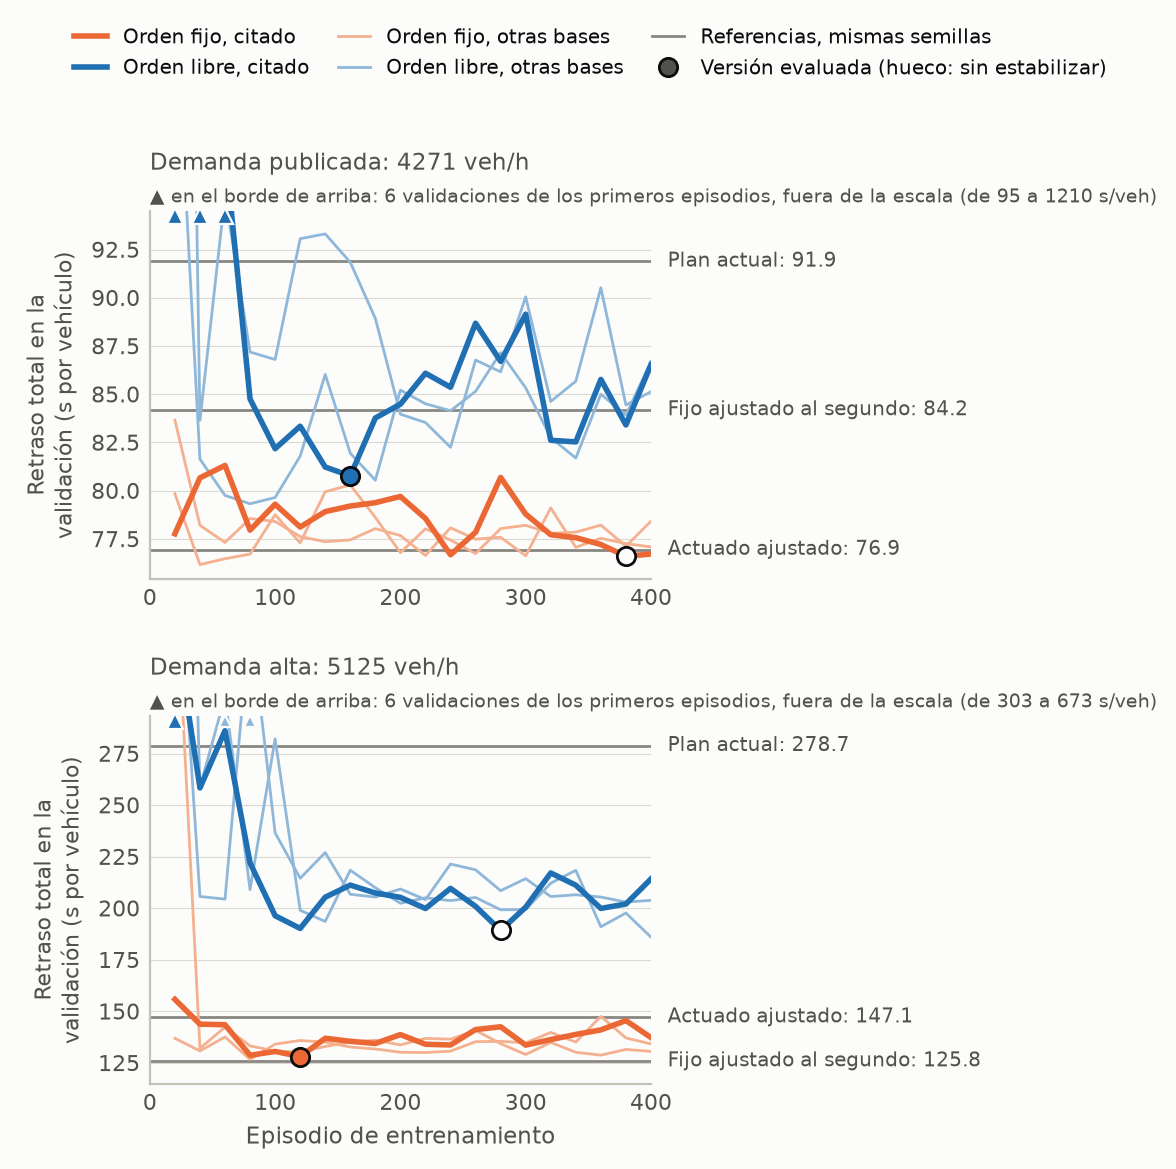 Orden fijo, citado
Orden fijo, otras bases
Referencias, mismas semillas
Orden libre, citado
Orden libre, otras bases
Versión evaluada (hueco: sin estabilizar)
Demanda publicada: 4271 veh/h
▲ en el borde de arriba: 6 validaciones de los primeros episodios, fuera de la escala (de 95 a 1210 s/veh)
Retraso total en la
validación (s por vehículo)
92.5
90.0
87.5
85.0
82.5
80.0
77.5
Plan actual: 91.9
Fijo ajustado al segundo: 84.2
Actuado ajustado: 76.9
0
100
200
300
400
Demanda alta: 5125 veh/h
▲ en el borde de arriba: 6 validaciones de los primeros episodios, fuera de la escala (de 303 a 673 s/veh)
Retraso total en la
validación (s por vehículo)
275
250
225
200
175
150
125
Plan actual: 278.7
Actuado ajustado: 147.1
Fijo ajustado al segundo: 125.8
0
100
200
300
400
Episodio de entrenamiento